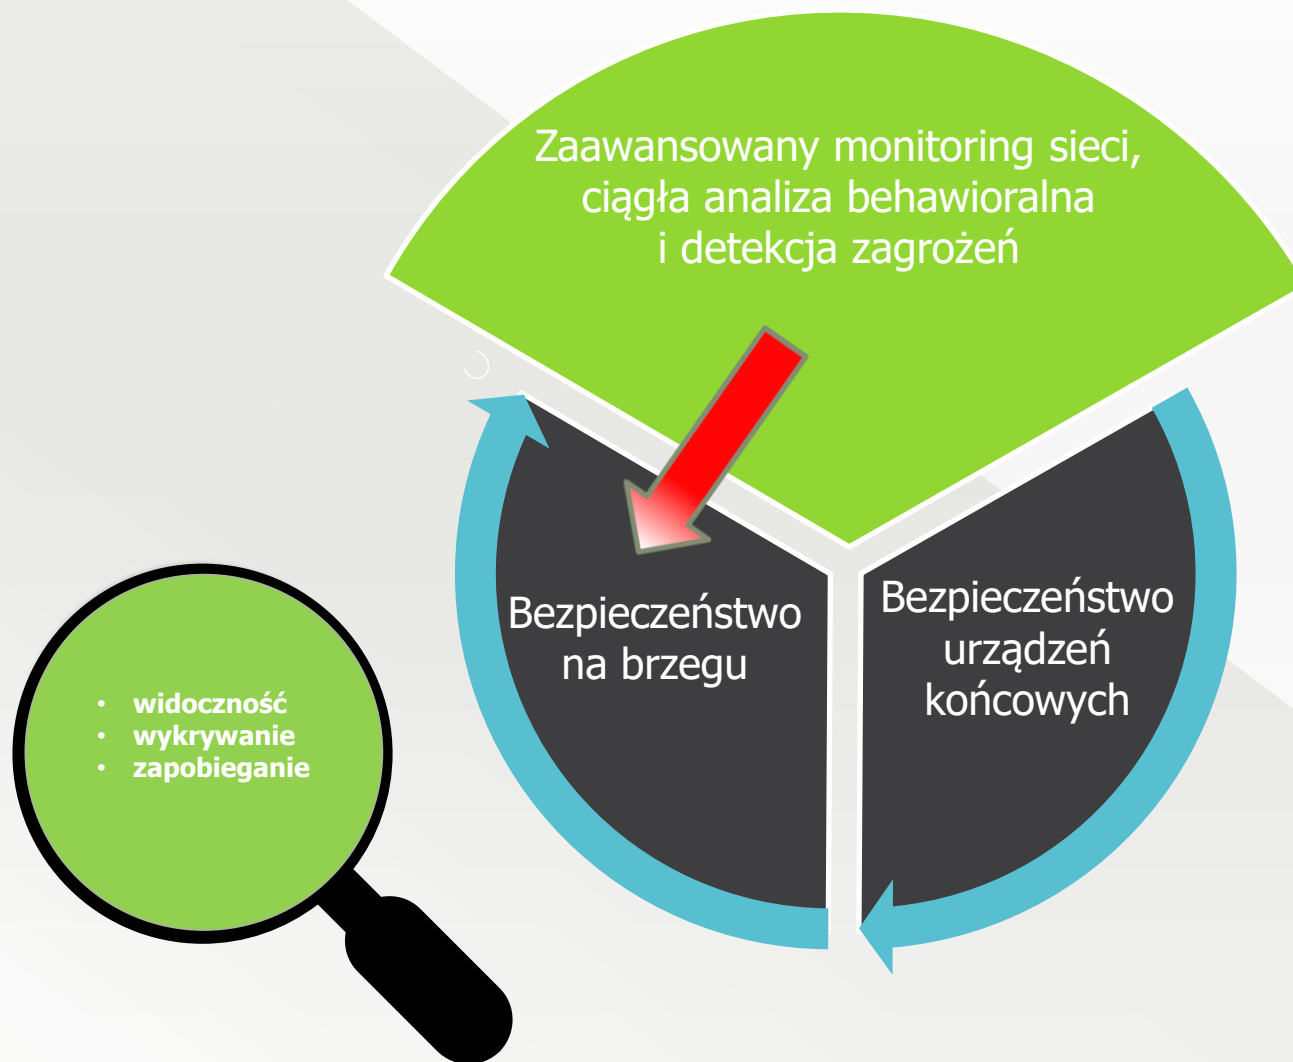 Zaawansowany monitoring sieci,
ciągła analiza behawioralna
i detekcja zagrożeń
Bezpieczeństwo
na brzegu
Bezpieczeństwo
urządzeń
końcowych
• widoczność
• wykrywanie
• zapobieganie